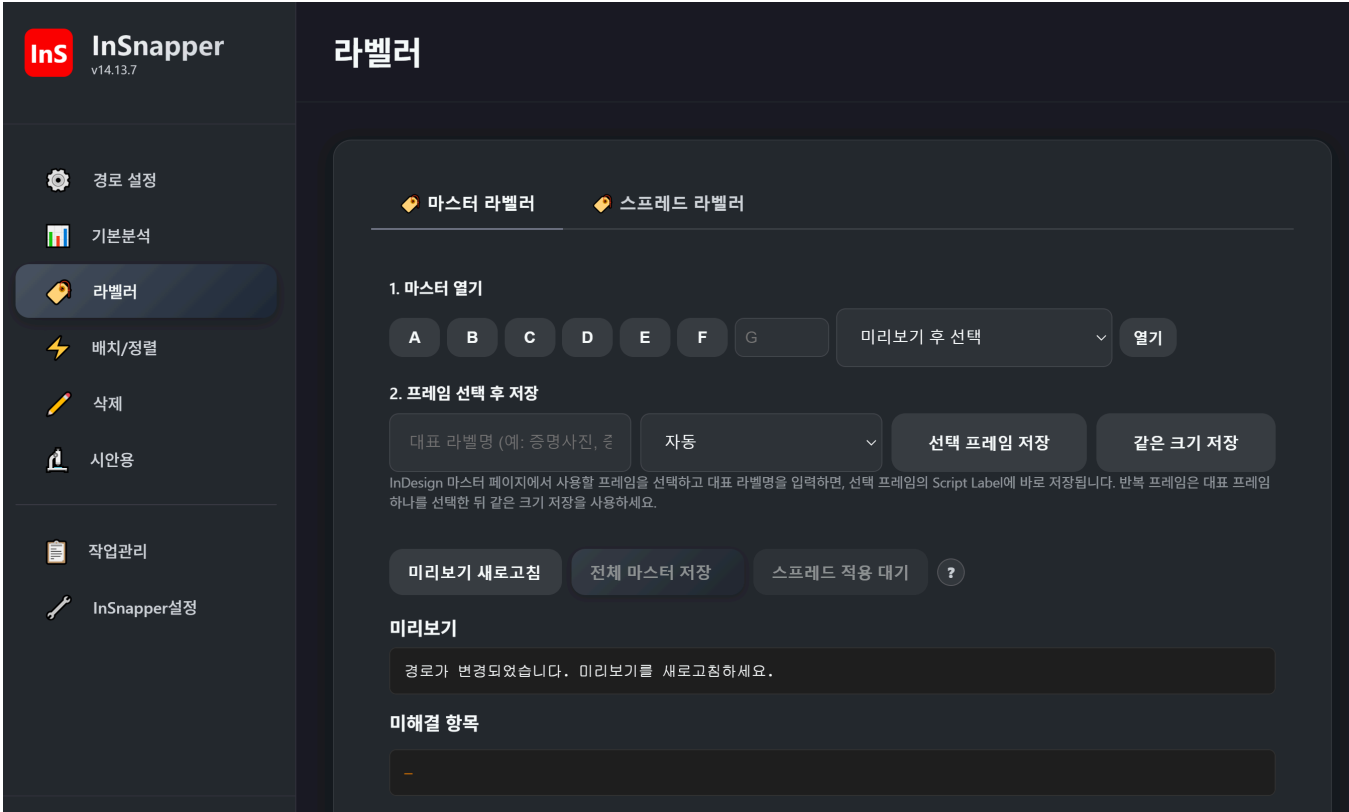 InS
InSnapper
v14.13.7
라벨러
경로 설정
기본분석
라벨러
배치/정렬
삭제
시안용
작업관리
InSnapper설정
마스터 라벨러
스프레드 라벨러
1. 마스터 열기
A B C D E F G 미리보기 후 선택 열기
2. 프레임 선택 후 저장
대표 라벨명 (예: 증명사진, 자동 선택 프레임 저장 같은 크기 저장
InDesign 마스터 페이지에서 사용할 프레임을 선택하고 대표 라벨명을 입력하면, 선택 프레임의 Script Label에 바로 저장됩니다. 반복 프레임은 대표 프레임
하나를 선택한 뒤 같은 크기 저장을 사용하세요.
미리보기 새로고침 전체 마스터 저장 스프레드 적용 대기 ?
미리보기
경로가 변경되었습니다. 미리보기를 새로고침하세요.
미해결 항목
–